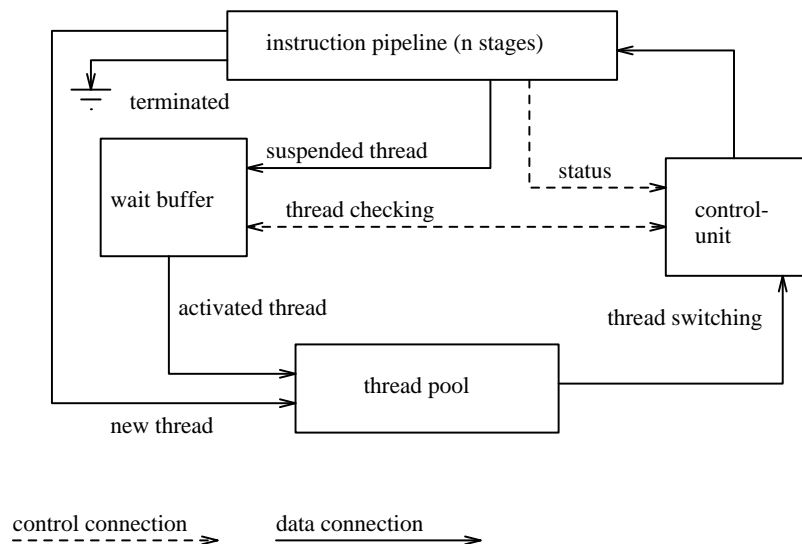 instruction pipeline (n stages)
terminated
suspended thread
status
wait buffer
thread checking
control-
unit
activated thread
thread switching
thread pool
new thread
control connection
data connection